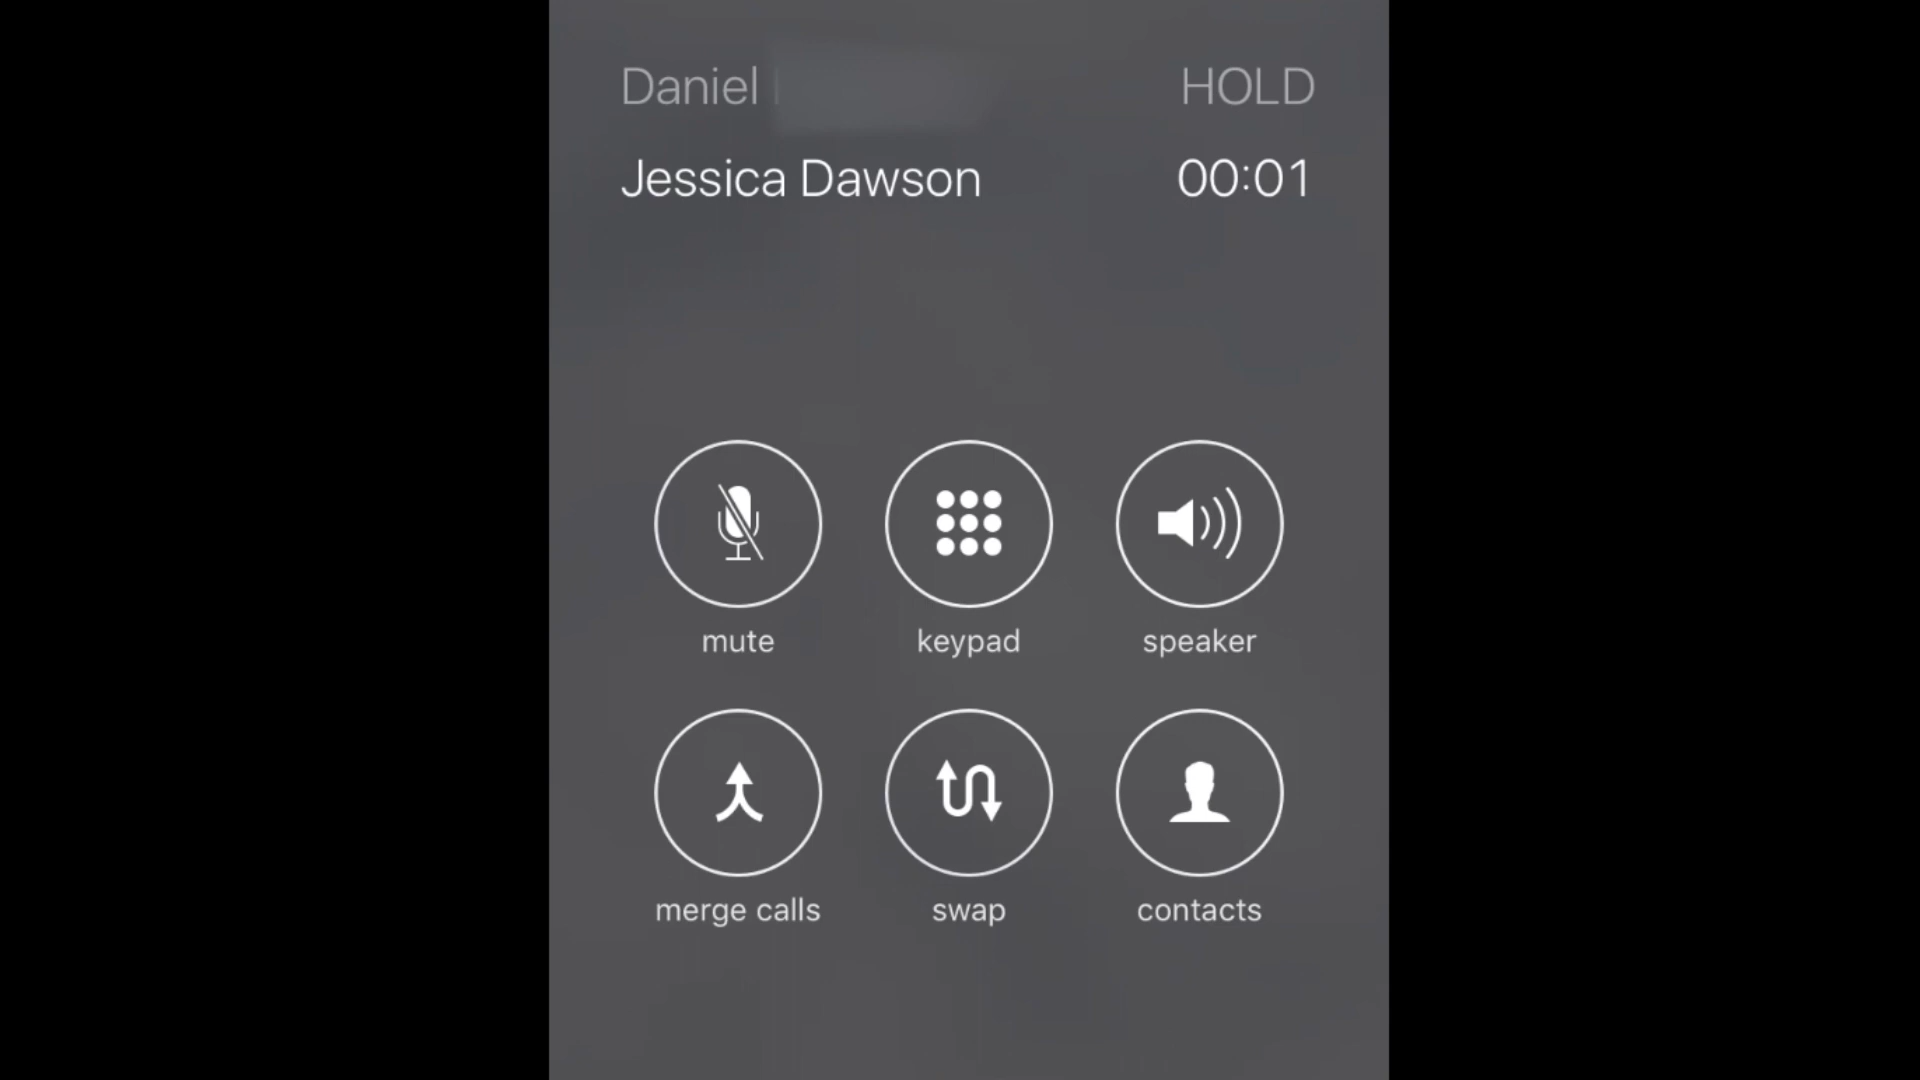 Daniel HOLD
Jessica Dawson 00:01
mute keypad speaker
merge calls swap contacts